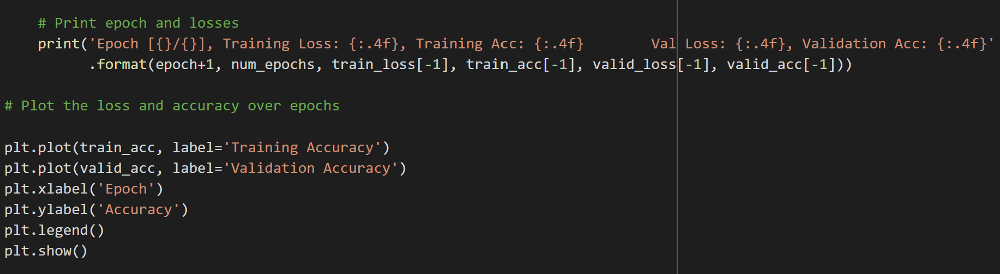 # Print epoch and losses
    print('Epoch [{}/{}], Training Loss: {:.4f}, Training Acc: {:.4f}        Val Loss: {:.4f}, Validation Acc: {:.4f}'
          .format(epoch+1, num_epochs, train_loss[-1], train_acc[-1], valid_loss[-1], valid_acc[-1]))
# Plot the loss and accuracy over epochs
plt.plot(train_acc, label='Training Accuracy')
plt.plot(valid_acc, label='Validation Accuracy')
plt.xlabel('Epoch')
plt.ylabel('Accuracy')
plt.legend()
plt.show()